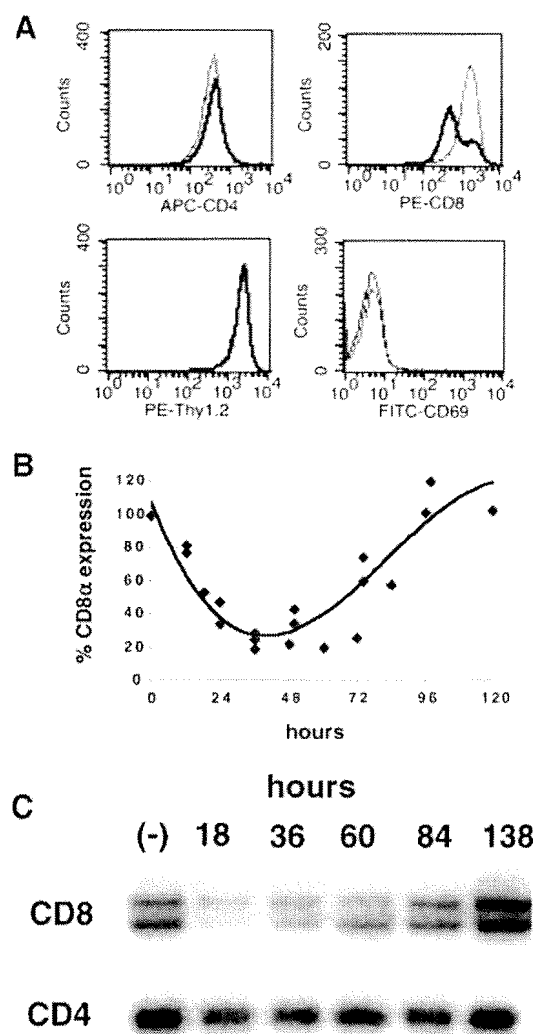 A
400
Counts
0
10^0 10^1 10^2 10^3 10^4
APC-CD4
200
Counts
0
10^0 10^1 10^2 10^3 10^4
PE-CD8
400
Counts
0
10^0 10^1 10^2 10^3 10^4
PE-Thy1.2
300
Counts
0
10^0 10^1 10^2 10^3 10^4
FITC-CD69
B
% CD8α expression
120
100
80
60
40
20
0
0 24 48 72 96 120
hours
C
hours
(-) 18 36 60 84 138
CD8
CD4